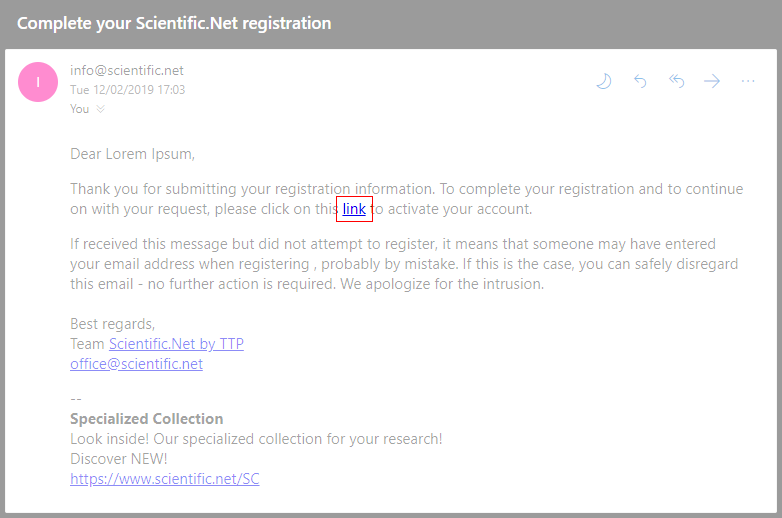 Complete your Scientific.Net registration
I
info@scientific.net
Tue 12/02/2019 17:03
You
Dear Lorem Ipsum,
Thank you for submitting your registration information. To complete your registration and to continue
on with your request, please click on this link to activate your account.
If received this message but did not attempt to register, it means that someone may have entered
your email address when registering , probably by mistake. If this is the case, you can safely disregard
this email - no further action is required. We apologize for the intrusion.
Best regards,
Team Scientific.Net by TTP
office@scientific.net
--
Specialized Collection
Look inside! Our specialized collection for your research!
Discover NEW!
https://www.scientific.net/SC